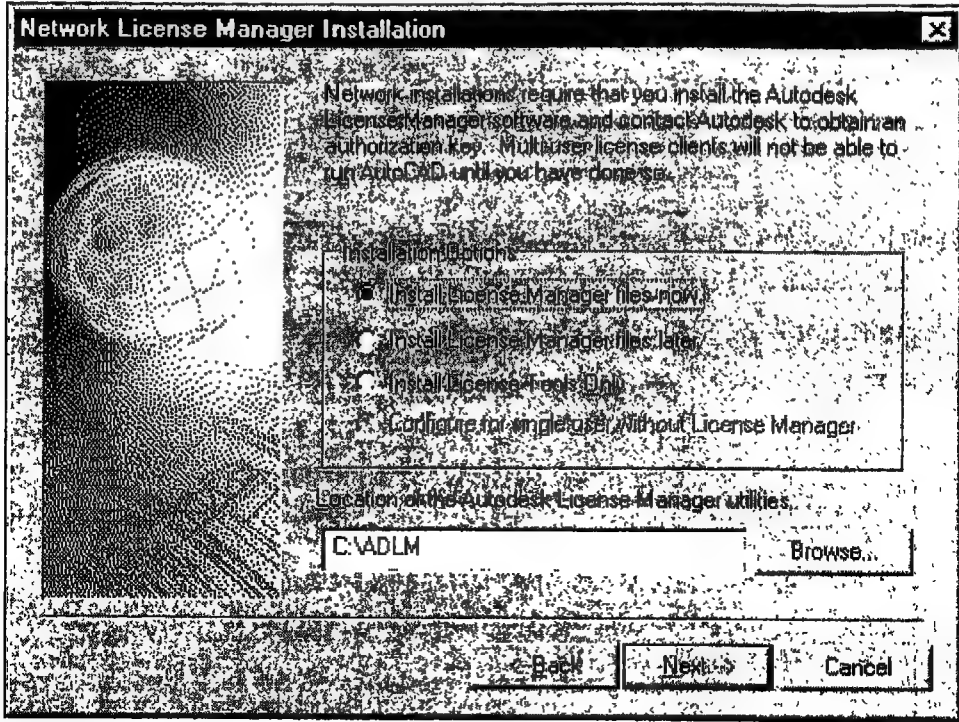 Network License Manager Installation
Network installations require that you install the Autodesk
License Manager software and contact Autodesk to obtain an
authorization key. Multi-user license clients will not be able to
run AutoCAD until you have done so.
Installation Options
Install License Manager files now
Install License Manager files later
Install License Tools Only
Configure for single user without License Manager
Location of the Autodesk License Manager utilities
C:\ADLM
Browse...
Back
Next >
Cancel